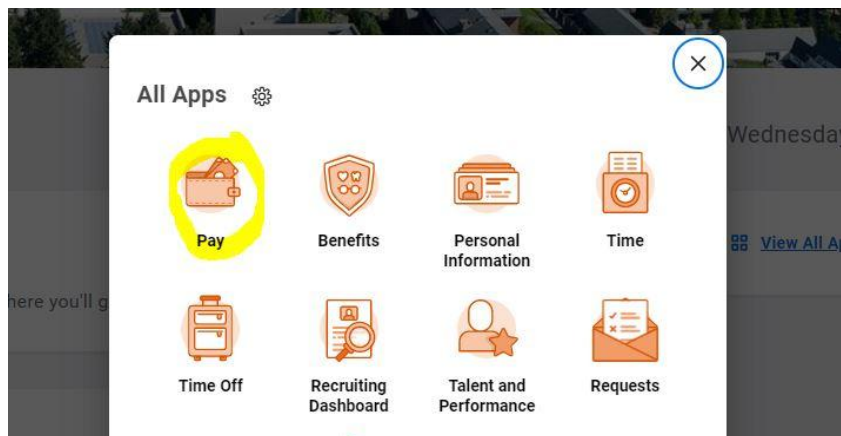 All Apps
Wednesday
Pay
Benefits
Personal
Information
Time
View All A
here you'll g
Time Off
Recruiting
Dashboard
Talent and
Performance
Requests